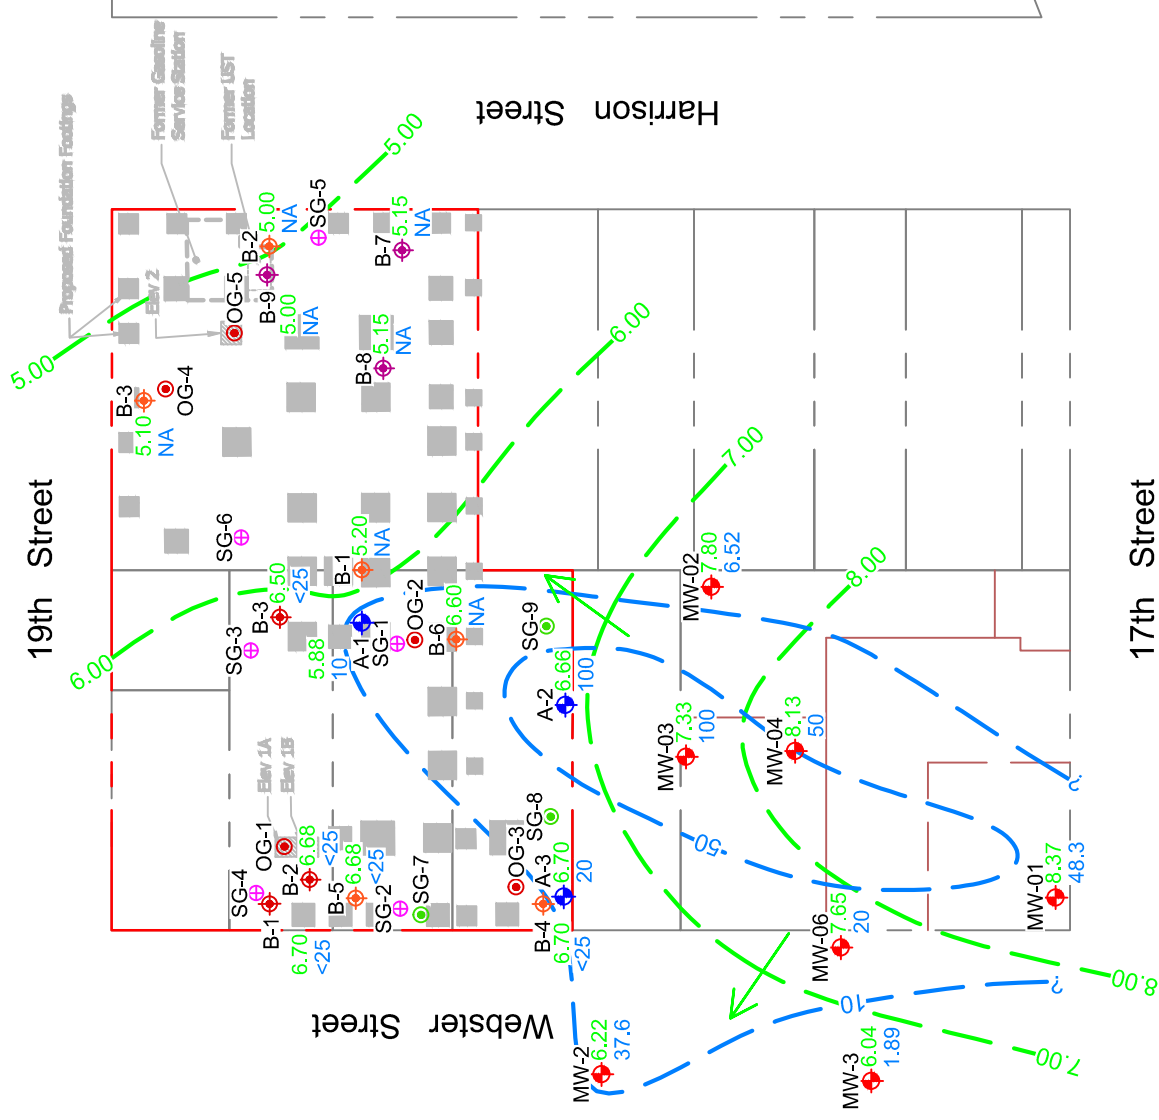 Harrison Street
Former Gasoline
Service Station
Former UST
Location
Proposed Foundation Footings
Elev 2
5.00
5.00
B-2
5.00
NA
SG-5
B-7
5.15
NA
OG-5
B-9
5.00
NA
B-8
5.15
NA
B-3
5.10
NA
OG-4
6.00
19th Street
SG-6
7.00
B-1
5.20
NA
B-3
6.50
<25
SG-3
6.00
5.88
10
A-1
SG-1
OG-2
B-6
6.60
NA
SG-9
MW-02
7.80
6.52
8.00
17th Street
A-2
6.66
100
MW-03
7.33
100
MW-04
8.13
50
?
Elev 1A
Elev 1B
OG-1
SG-4
B-1
6.70
<25
B-2
6.68
<25
B-5
6.68
<25
SG-2
SG-7
SG-8
OG-3
A-3
6.70
20
B-4
6.70
<25
50
MW-01
8.37
48.3
MW-06
7.65
20
10
?
8.00
7.00
Webster Street
MW-2
6.22
37.6
MW-3
6.04
1.89